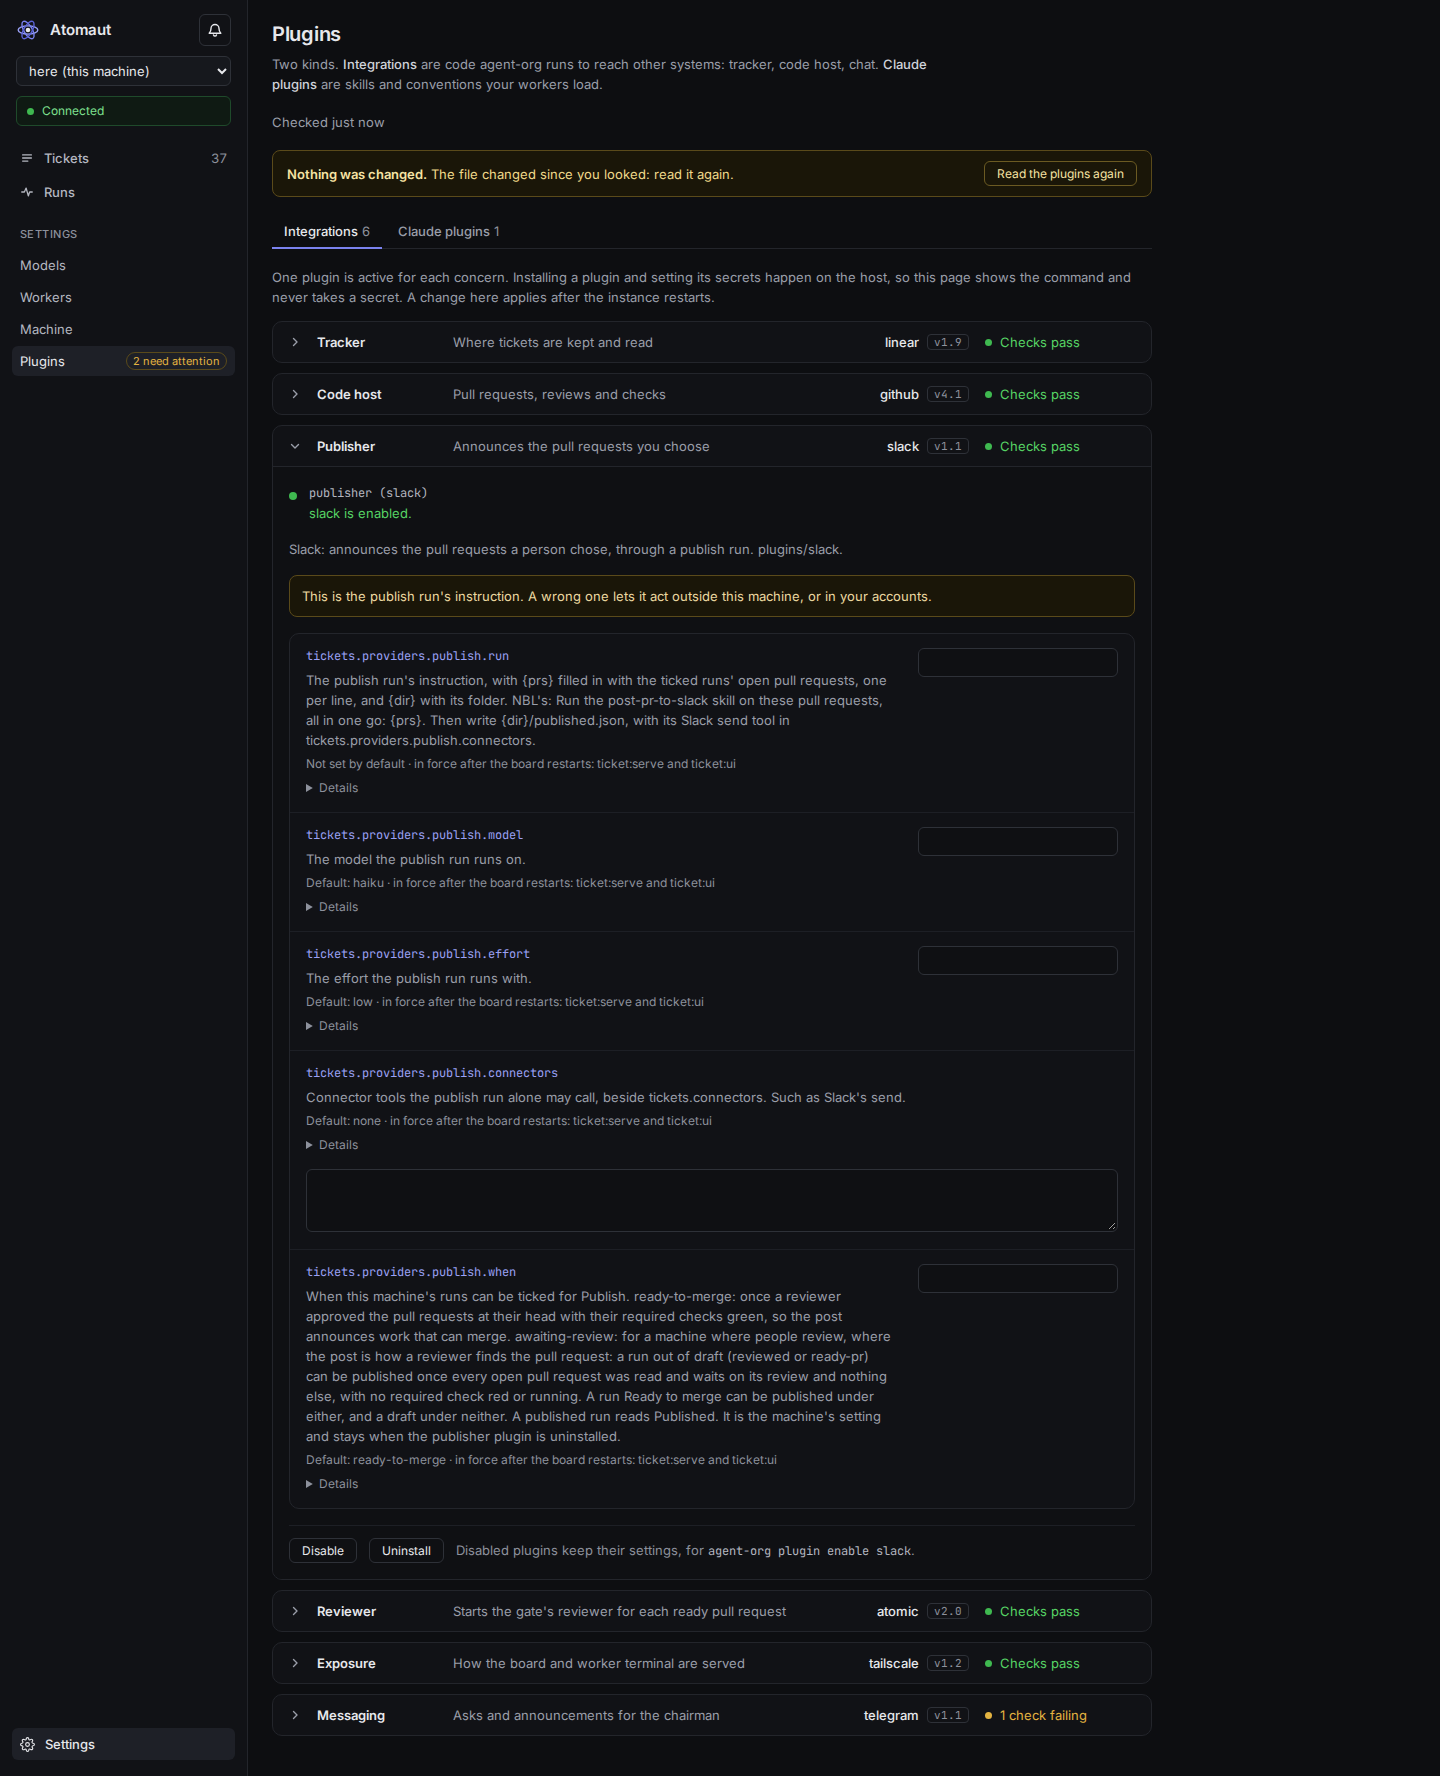 Atomaut
here (this machine)
Connected
Tickets 37
Runs
SETTINGS
Models
Workers
Machine
Plugins 2 need attention
Settings
Plugins
Two kinds. Integrations are code agent-org runs to reach other systems: tracker, code host, chat. Claude
plugins are skills and conventions your workers load.
Checked just now
Nothing was changed. The file changed since you looked: read it again. Read the plugins again
Integrations 6 Claude plugins 1
One plugin is active for each concern. Installing a plugin and setting its secrets happen on the host, so this page shows the command and
never takes a secret. A change here applies after the instance restarts.
Tracker Where tickets are kept and read linear v1.9 Checks pass
Code host Pull requests, reviews and checks github v4.1 Checks pass
Publisher Announces the pull requests you choose slack v1.1 Checks pass
publisher (slack)
slack is enabled.
Slack: announces the pull requests a person chose, through a publish run. plugins/slack.
This is the publish run's instruction. A wrong one lets it act outside this machine, or in your accounts.
tickets.providers.publish.run
The publish run's instruction, with {prs} filled in with the ticked runs' open pull requests, one
per line, and {dir} with its folder. NBL's: Run the post-pr-to-slack skill on these pull requests,
all in one go: {prs}. Then write {dir}/published.json, with its Slack send tool in
tickets.providers.publish.connectors.
Not set by default · in force after the board restarts: ticket:serve and ticket:ui
Details
tickets.providers.publish.model
The model the publish run runs on.
Default: haiku · in force after the board restarts: ticket:serve and ticket:ui
Details
tickets.providers.publish.effort
The effort the publish run runs with.
Default: low · in force after the board restarts: ticket:serve and ticket:ui
Details
tickets.providers.publish.connectors
Connector tools the publish run alone may call, beside tickets.connectors. Such as Slack's send.
Default: none · in force after the board restarts: ticket:serve and ticket:ui
Details
tickets.providers.publish.when
When this machine's runs can be ticked for Publish. ready-to-merge: once a reviewer
approved the pull requests at their head with their required checks green, so the post
announces work that can merge. awaiting-review: for a machine where people review, where
the post is how a reviewer finds the pull request: a run out of draft (reviewed or ready-pr)
can be published once every open pull request was read and waits on its review and nothing
else, with no required check red or running. A run Ready to merge can be published under
either, and a draft under neither. A published run reads Published. It is the machine's setting
and stays when the publisher plugin is uninstalled.
Default: ready-to-merge · in force after the board restarts: ticket:serve and ticket:ui
Details
Disable Uninstall Disabled plugins keep their settings, for agent-org plugin enable slack.
Reviewer Starts the gate's reviewer for each ready pull request atomic v2.0 Checks pass
Exposure How the board and worker terminal are served tailscale v1.2 Checks pass
Messaging Asks and announcements for the chairman telegram v1.1 1 check failing